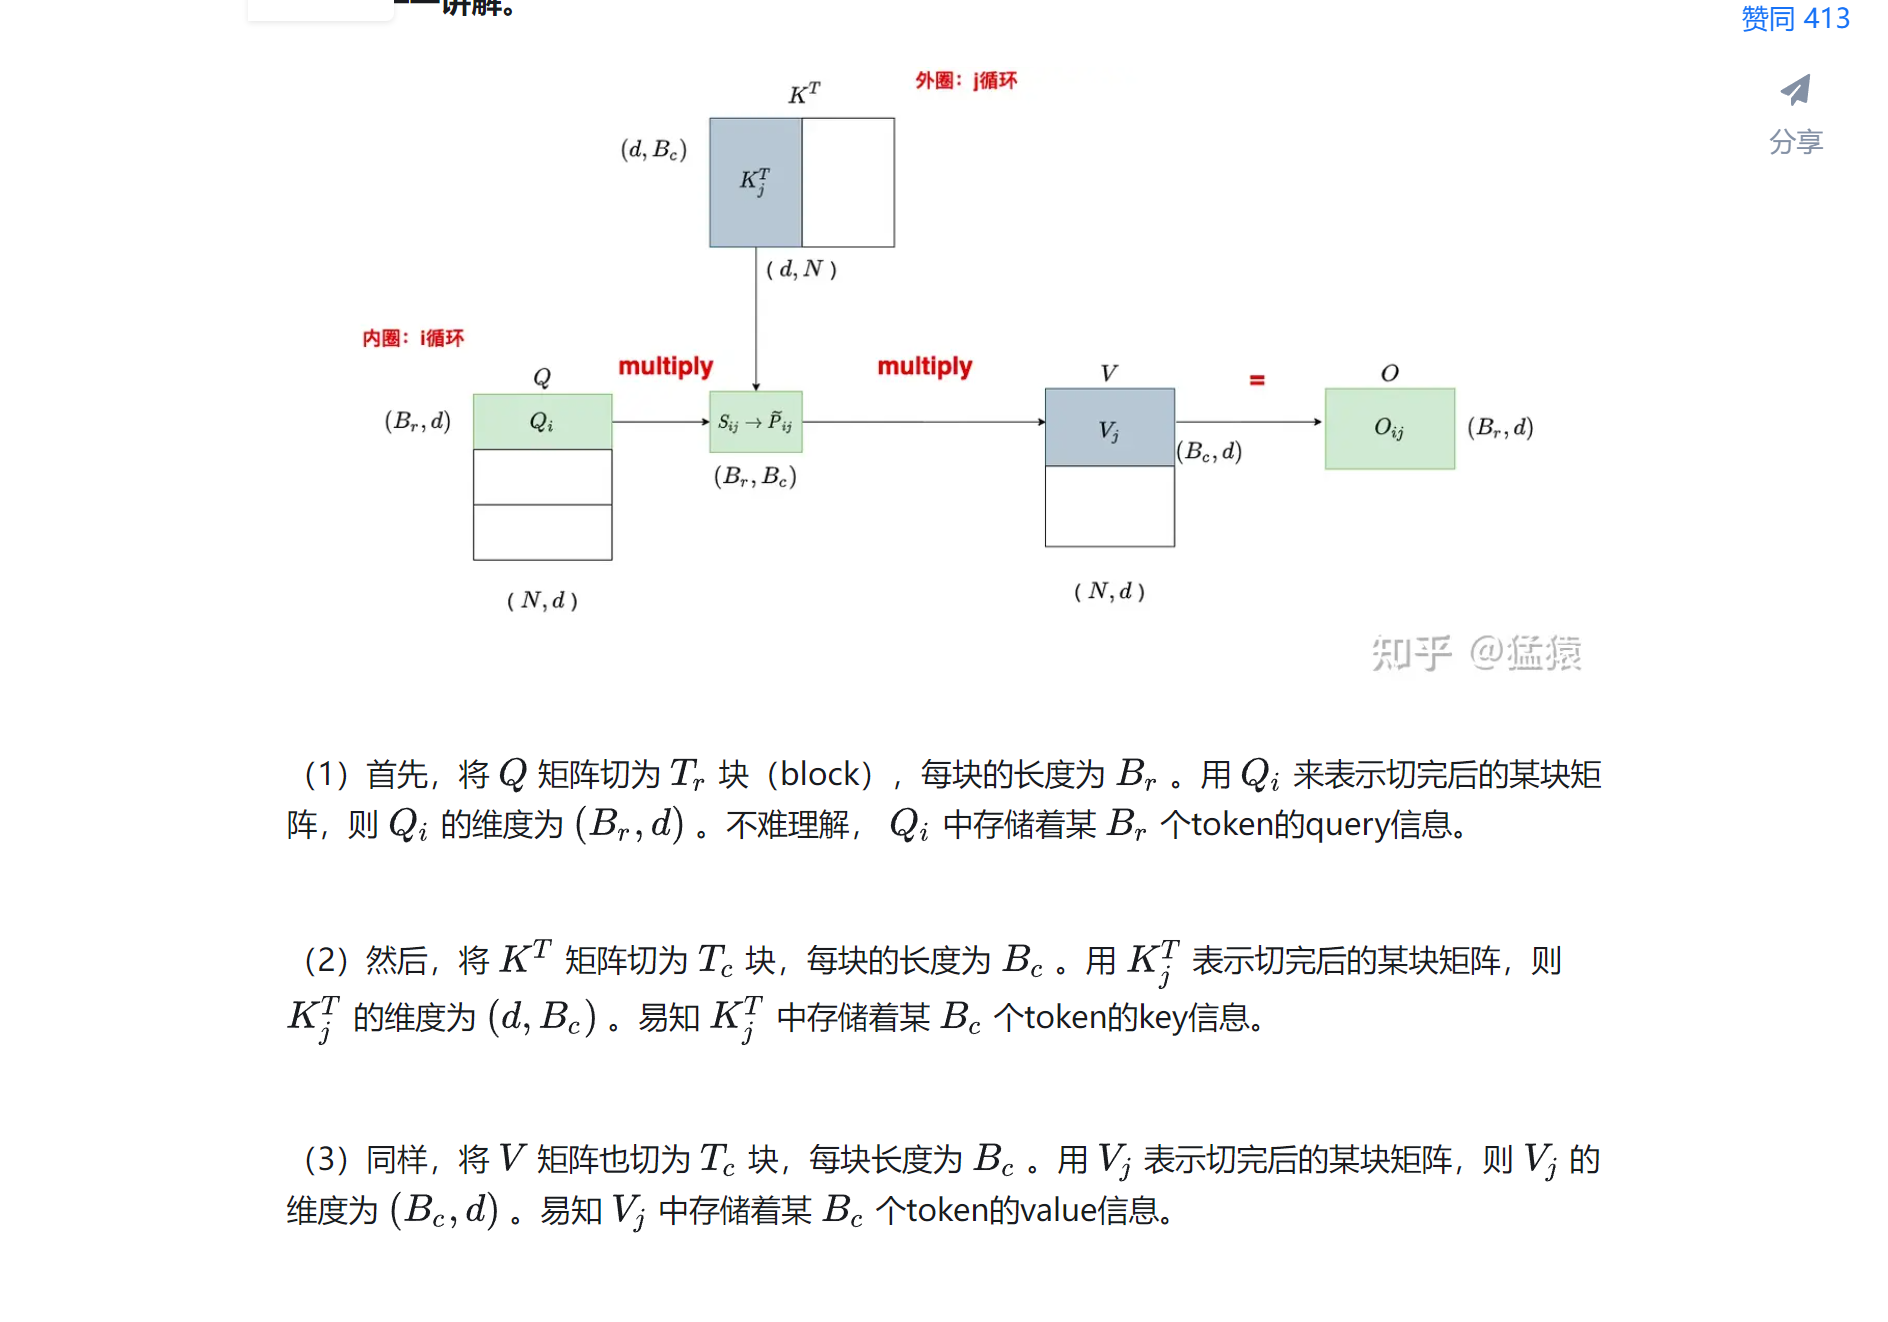 一一讲解。
赞同 413
分享
外圈：j循环
K^T
(d, B_c)
K_j^T
( d, N )
内圈：i循环
multiply
multiply
=
Q
V
O
(B_r, d)
Q_i
S_ij → P̃_ij
V_j
O_ij
(B_r, d)
(B_c, d)
(B_r, B_c)
( N, d )
( N, d )
知乎 @猛猿
（1）首先，将 Q 矩阵切为 T_r 块（block），每块的长度为 B_r 。用 Q_i 来表示切完后的某块矩
阵，则 Q_i 的维度为 (B_r, d) 。不难理解， Q_i 中存储着某 B_r 个token的query信息。
（2）然后，将 K^T 矩阵切为 T_c 块，每块的长度为 B_c 。用 K_j^T 表示切完后的某块矩阵，则
K_j^T 的维度为 (d, B_c) 。易知 K_j^T 中存储着某 B_c 个token的key信息。
（3）同样，将 V 矩阵也切为 T_c 块，每块长度为 B_c 。用 V_j 表示切完后的某块矩阵，则 V_j 的
维度为 (B_c, d) 。易知 V_j 中存储着某 B_c 个token的value信息。